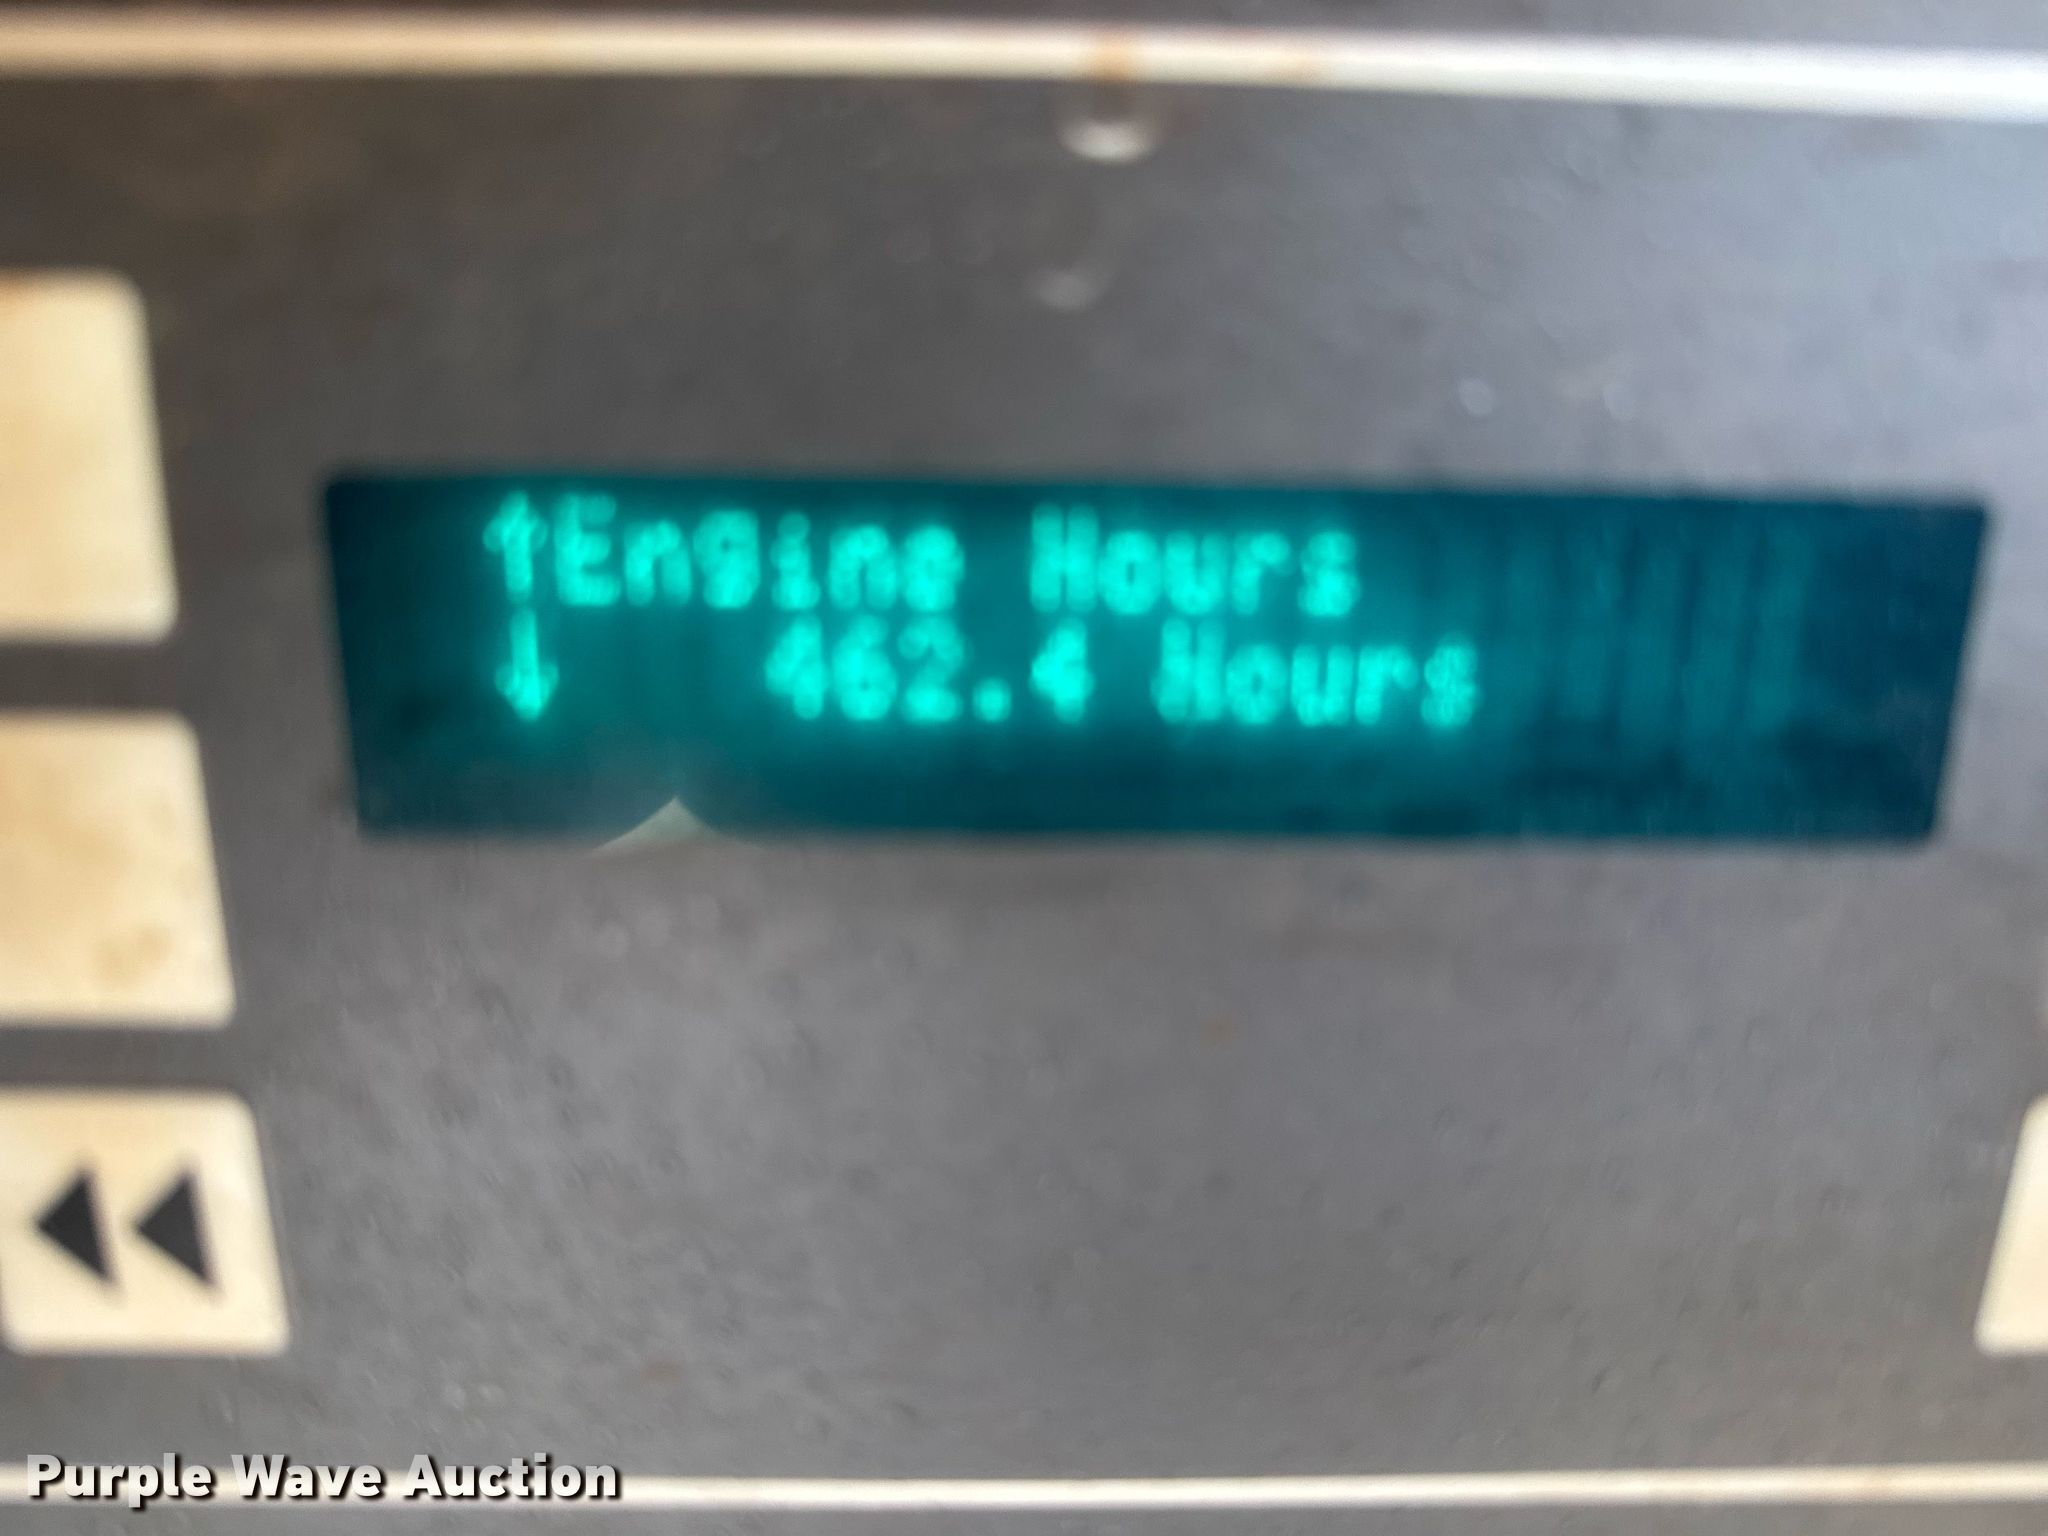 ↑Engine Hours
↓ 462.4 Hours
Purple Wave Auction